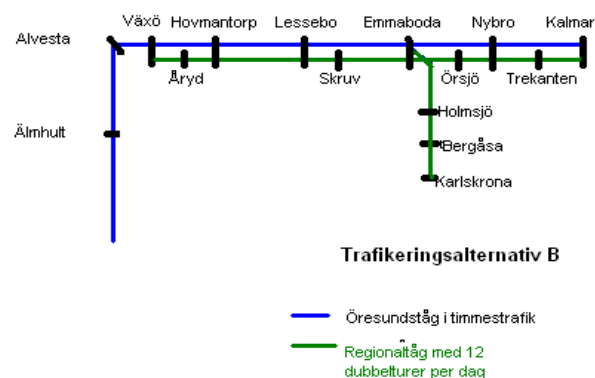 Växö Hovmantorp Lessebo Emmaboda Nybro Kalmar
Alvesta
Åryd Skruv Örsjö Trekanten
Holmsjö
Älmhult
Bergåsa
Karlskrona
Trafikeringsalternativ B
Öresundståg i timmestrafik
Regionaltåg med 12
dubbelturer per dag